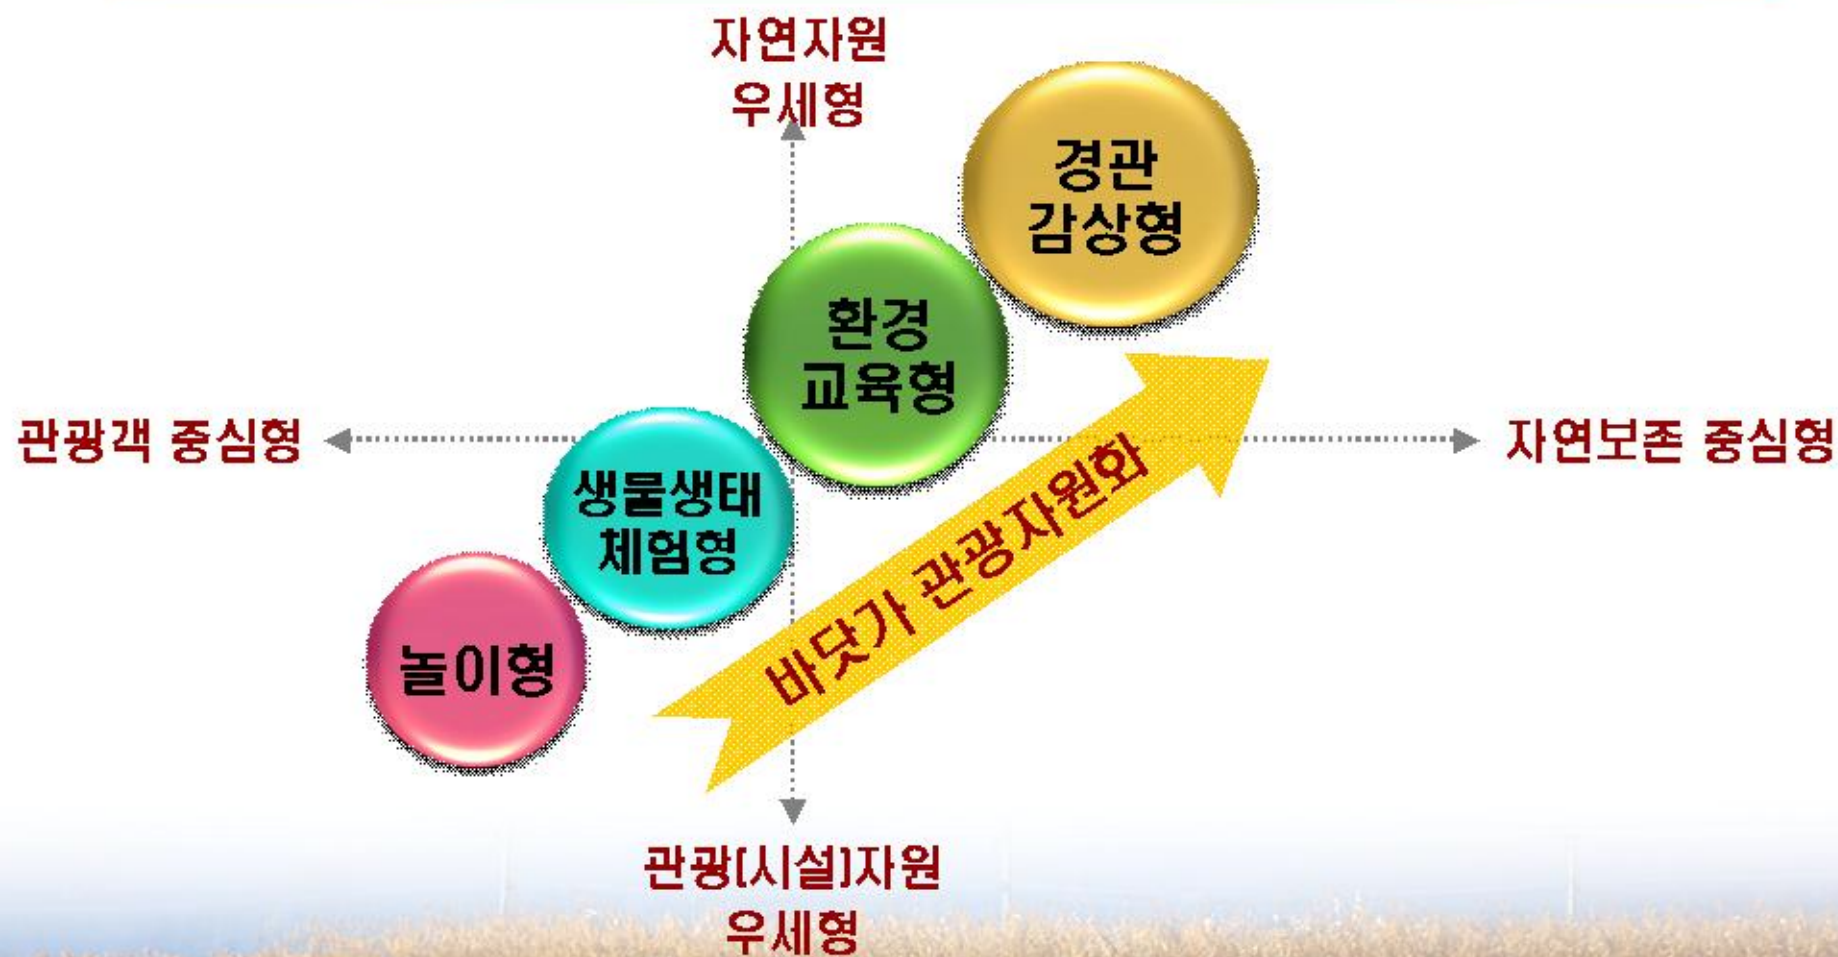 자연자원
우세형
경관
감상형
환경
교육형
관광객 중심형
자연보존 중심형
생물생태
체험형
놀이형
바닷가 관광자원화
관광[시설]자원
우세형